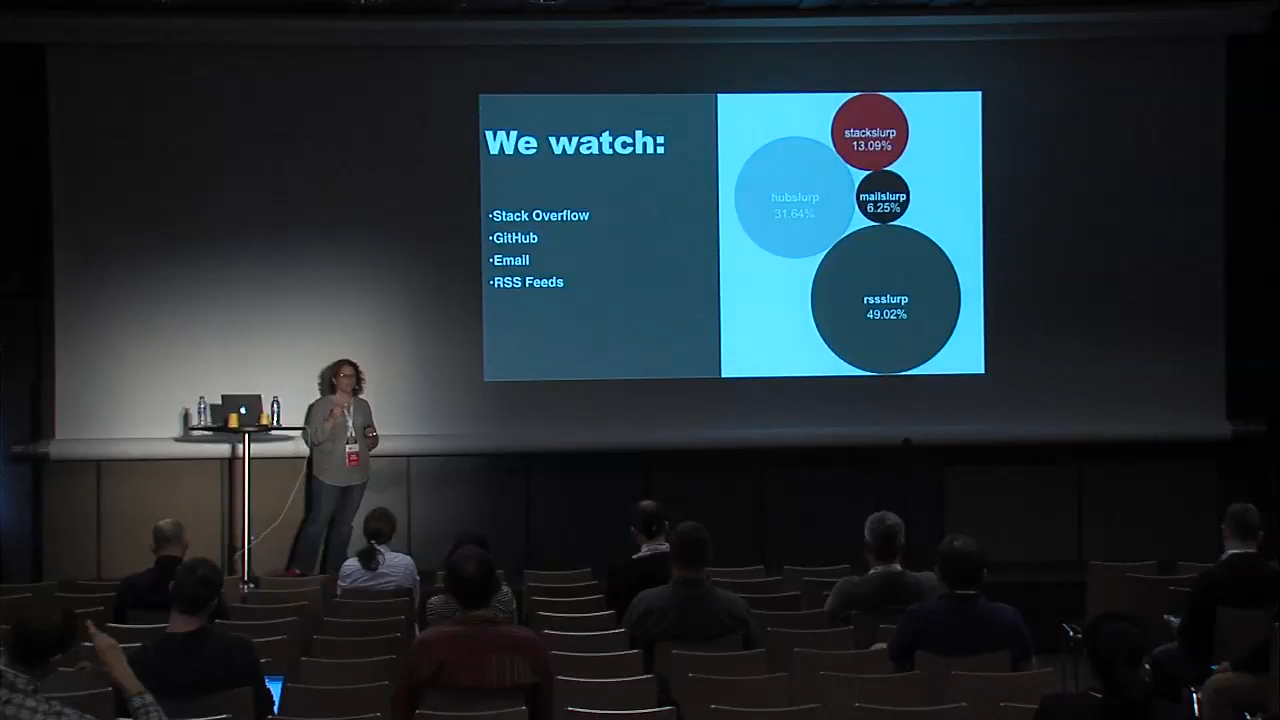 We watch:
•Stack Overflow
•GitHub
•Email
•RSS Feeds
stackslurp
13.09%
hubslurp
31.64%
mailslurp
6.25%
rssslurp
49.02%